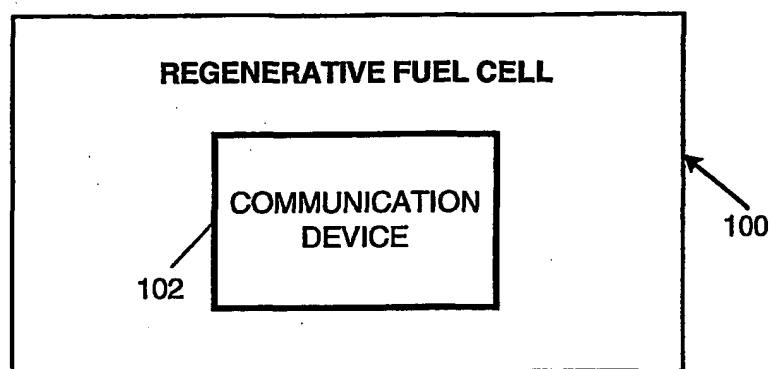 REGENERATIVE FUEL CELL
COMMUNICATION
DEVICE
100
102